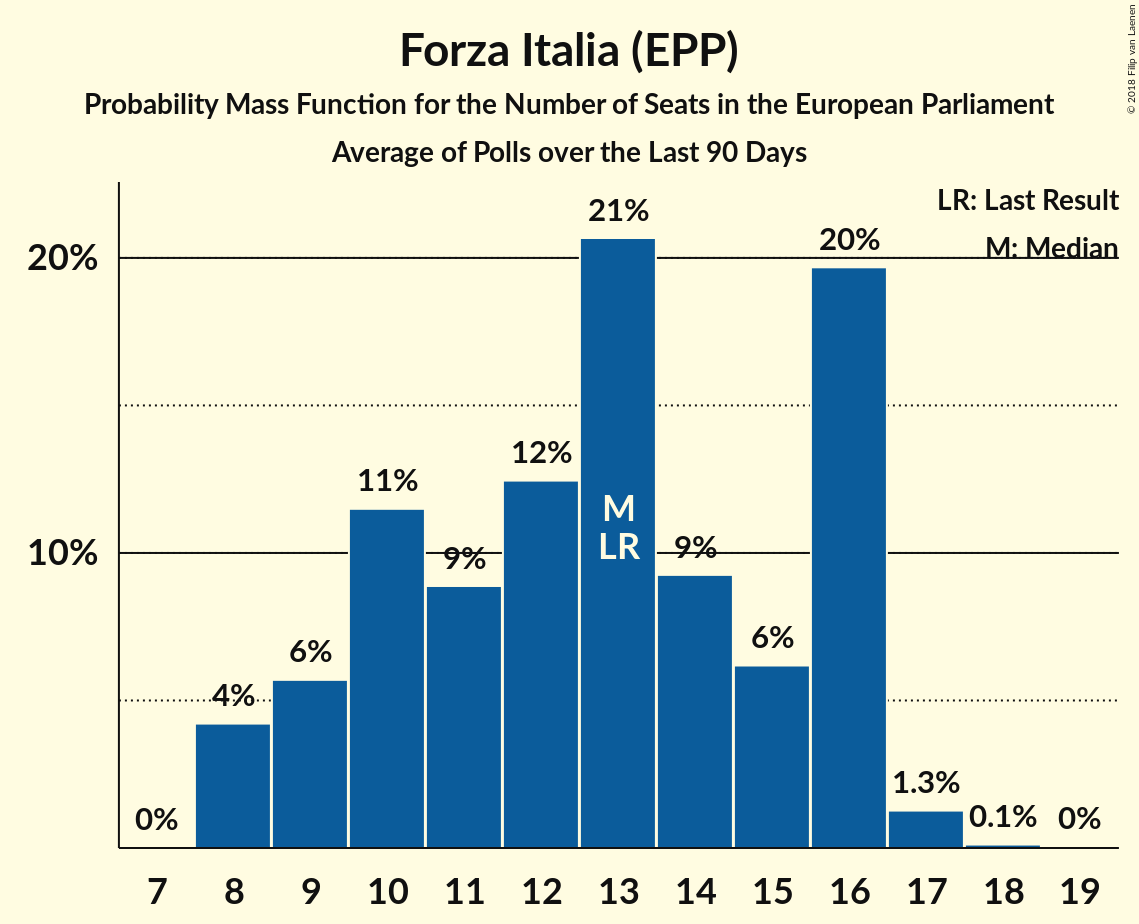 Forza Italia (EPP)
Probability Mass Function for the Number of Seats in the European Parliament
Average of Polls over the Last 90 Days
© 2018 Filip van Laenen
LR: Last Result
M: Median
20%
10%
0%
4%
6%
11%
9%
12%
21%
M
LR
9%
6%
20%
1.3%
0.1%
0%
7 8 9 10 11 12 13 14 15 16 17 18 19